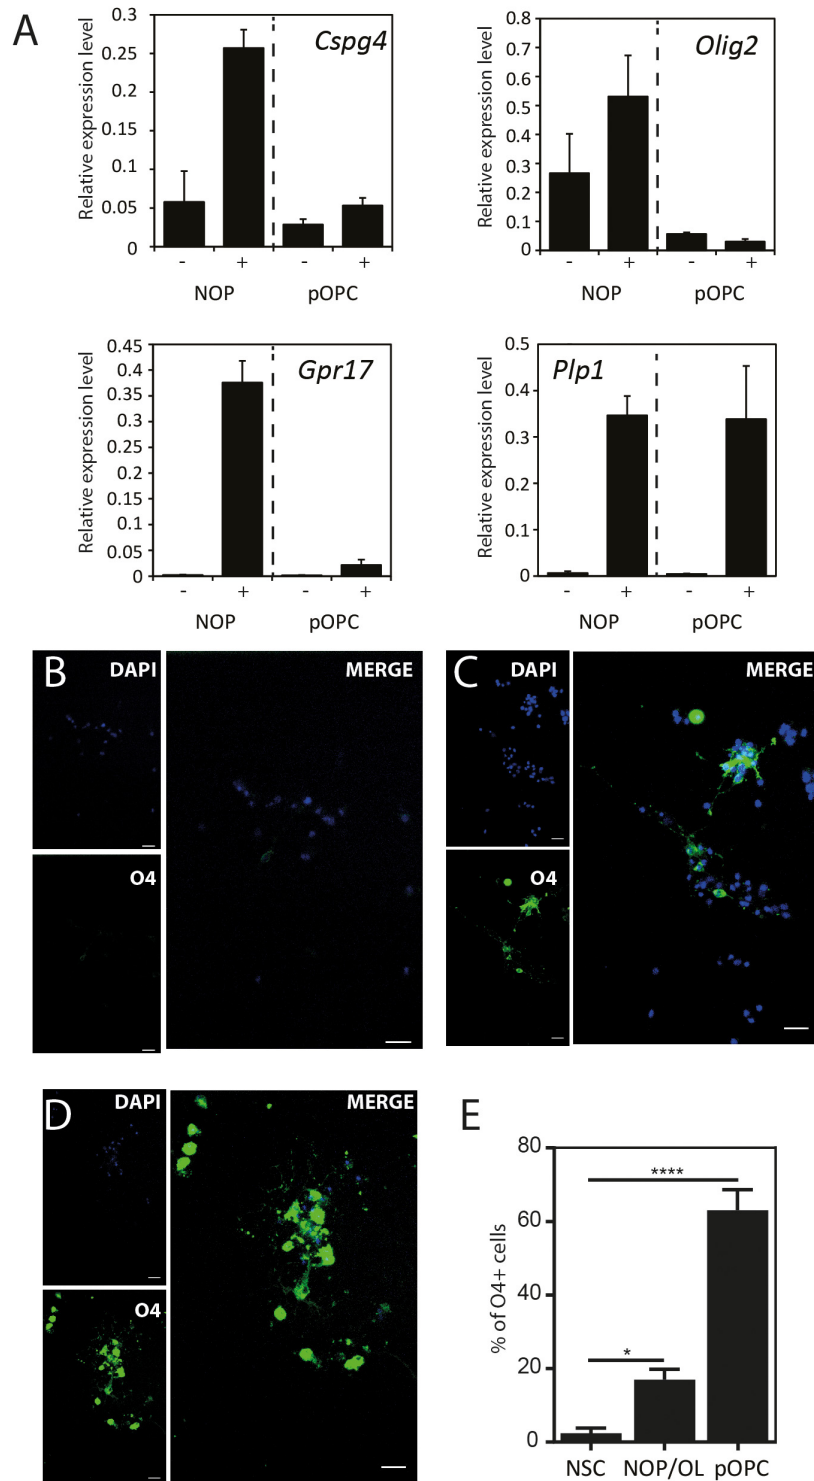 A
Cspg4
Relative expression level
0.3
0.25
0.2
0.15
0.1
0.05
0
- + - +
NOP pOPC
Olig2
Relative expression level
0.8
0.7
0.6
0.5
0.4
0.3
0.2
0.1
0
- + - +
NOP pOPC
Gpr17
Relative expression level
0.45
0.4
0.35
0.3
0.25
0.2
0.15
0.1
0.05
0
- + - +
NOP pOPC
Plp1
Relative expression level
0.5
0.4
0.3
0.2
0.1
0
- + - +
NOP pOPC
B
DAPI
MERGE
O4
C
DAPI
MERGE
O4
D
DAPI
MERGE
O4
E
% of O4+ cells
80
60
40
20
0
****
*
NSC NOP/OL pOPC